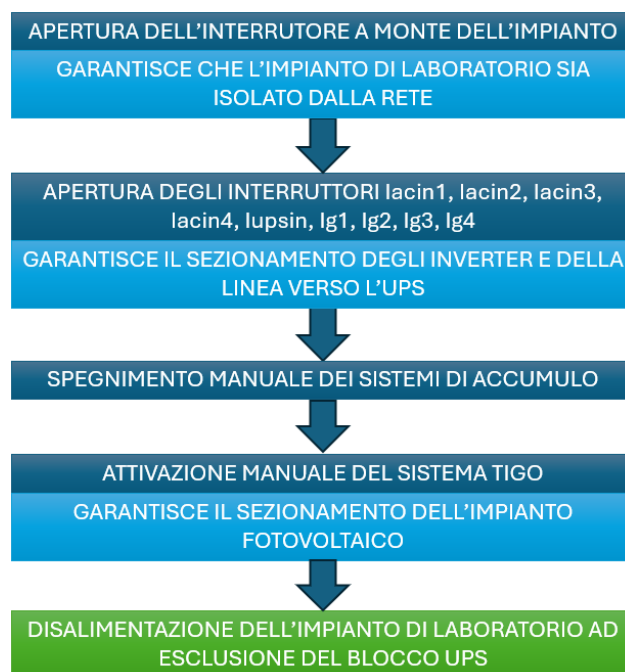 APERTURA DELL'INTERRUTORE A MONTE DELL'IMPIANTO
GARANTISCE CHE L'IMPIANTO DI LABORATORIO SIA
ISOLATO DALLA RETE
APERTURA DEGLI INTERRUTTORI Iacin1, Iacin2, Iacin3,
Iacin4, Iupsin, Ig1, Ig2, Ig3, Ig4
GARANTISCE IL SEZIONAMENTO DEGLI INVERTER E DELLA
LINEA VERSO L'UPS
SPEGNIMENTO MANUALE DEI SISTEMI DI ACCUMULO
ATTIVAZIONE MANUALE DEL SISTEMA TIGO
GARANTISCE IL SEZIONAMENTO DELL'IMPIANTO
FOTOVOLTAICO
DISALIMENTAZIONE DELL'IMPIANTO DI LABORATORIO AD
ESCLUSIONE DEL BLOCCO UPS